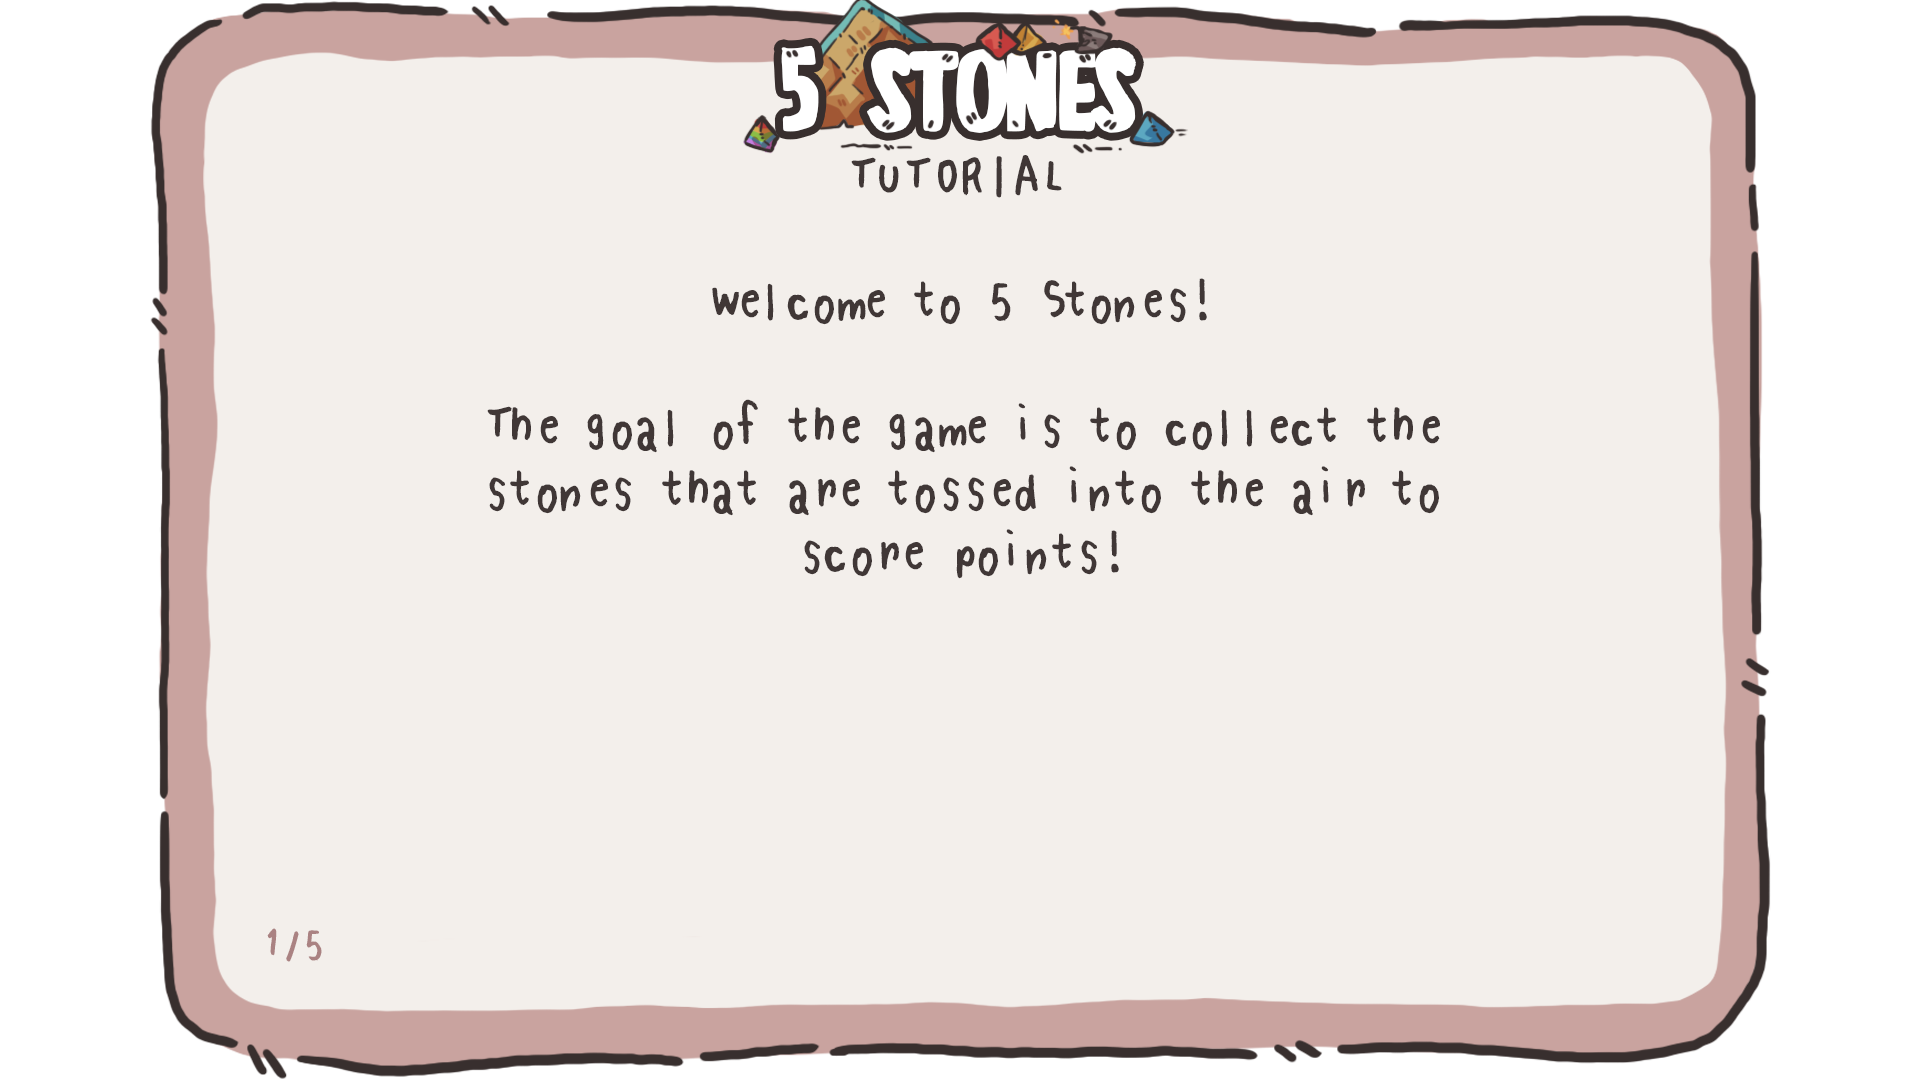 5 STONES
TUTORIAL
Welcome to 5 Stones!
The goal of the game is to collect the
stones that are tossed into the air to
score points!
1/5